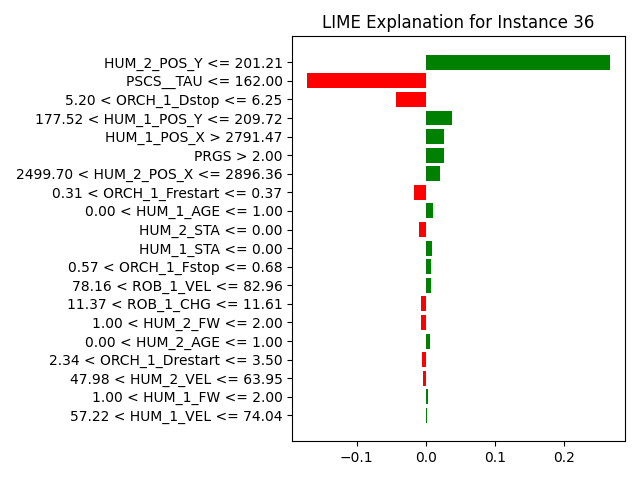 LIME Explanation for Instance 36
HUM_2_POS_Y <= 201.21
PSCS__TAU <= 162.00
5.20 < ORCH_1_Dstop <= 6.25
177.52 < HUM_1_POS_Y <= 209.72
HUM_1_POS_X > 2791.47
PRGS > 2.00
2499.70 < HUM_2_POS_X <= 2896.36
0.31 < ORCH_1_Frestart <= 0.37
0.00 < HUM_1_AGE <= 1.00
HUM_2_STA <= 0.00
HUM_1_STA <= 0.00
0.57 < ORCH_1_Fstop <= 0.68
78.16 < ROB_1_VEL <= 82.96
11.37 < ROB_1_CHG <= 11.61
1.00 < HUM_2_FW <= 2.00
0.00 < HUM_2_AGE <= 1.00
2.34 < ORCH_1_Drestart <= 3.50
47.98 < HUM_2_VEL <= 63.95
1.00 < HUM_1_FW <= 2.00
57.22 < HUM_1_VEL <= 74.04
−0.1 0.0 0.1 0.2